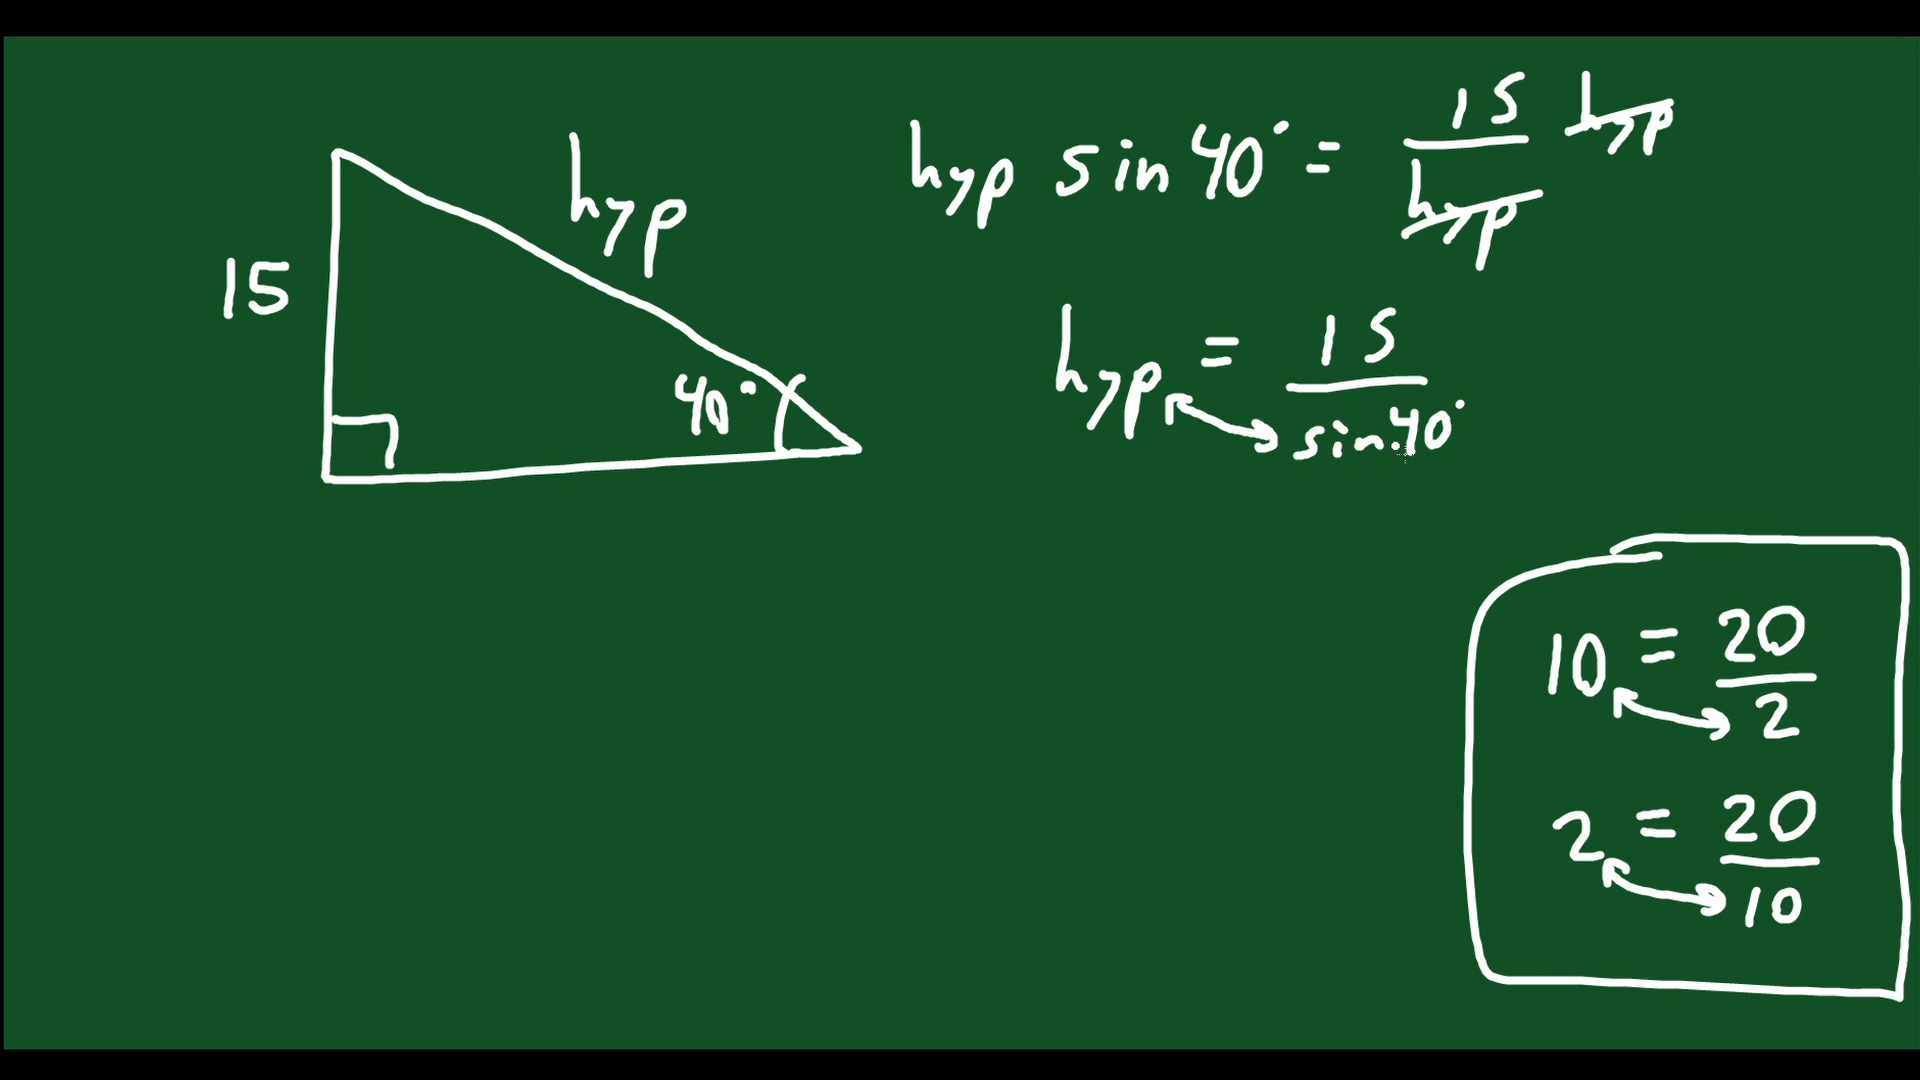 15
hyp
40°
hyp sin 40° = 15/hyp hyp
hyp = 15/sin 40°
10 = 20/2
2 = 20/10